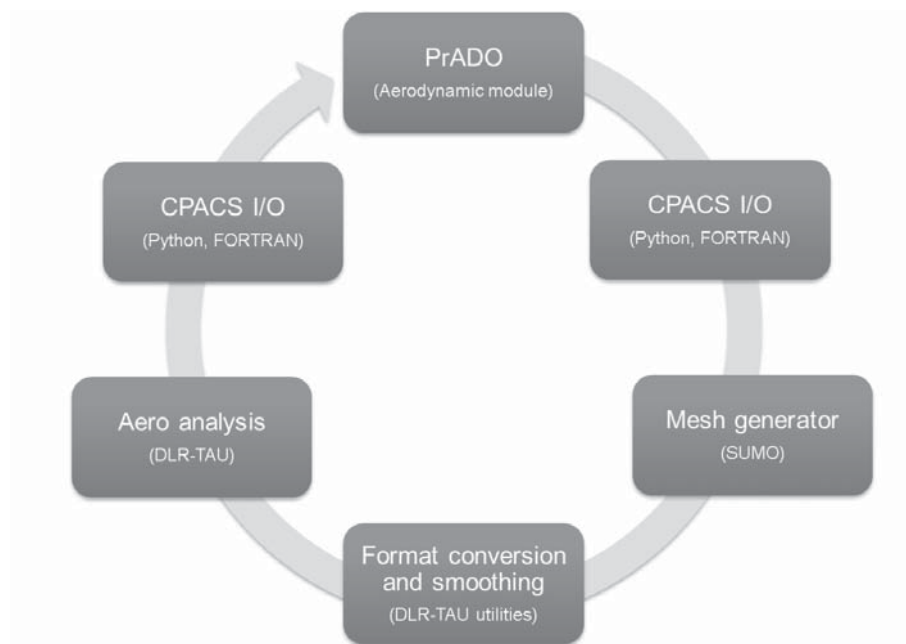 PrADO
(Aerodynamic module)
CPACS I/O
(Python, FORTRAN)
CPACS I/O
(Python, FORTRAN)
Aero analysis
(DLR-TAU)
Mesh generator
(SUMO)
Format conversion
and smoothing
(DLR-TAU utilities)